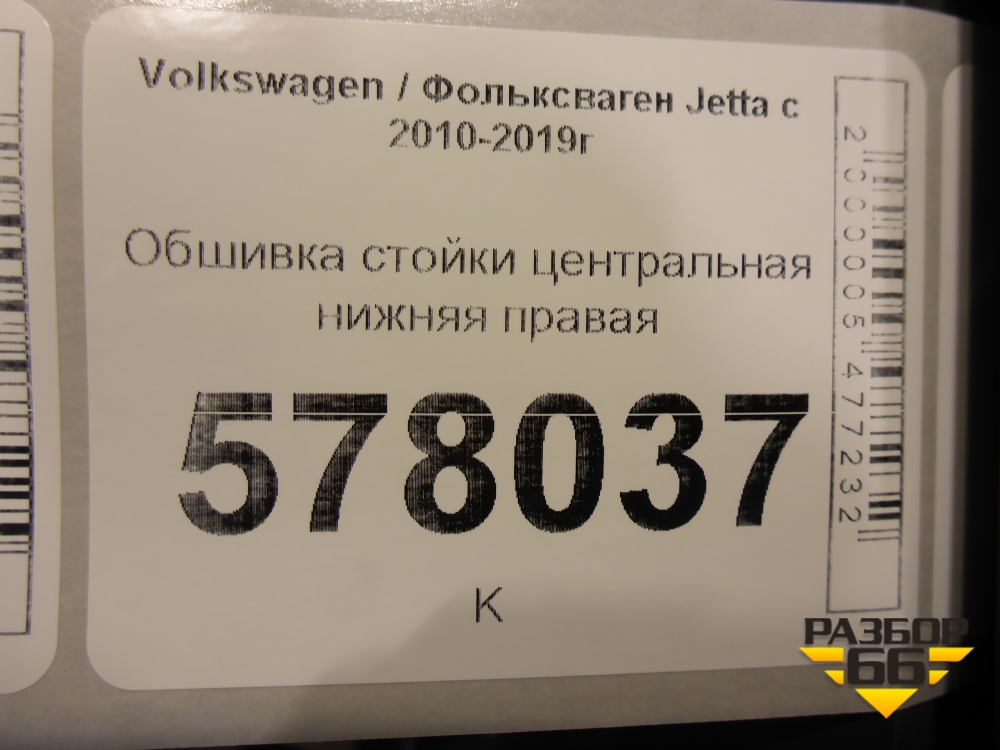 Volkswagen / Фольксваген Jetta с
2010-2019г
Обшивка стойки центральная
нижняя правая
578037
К
2000005477232
РАЗБОР
66